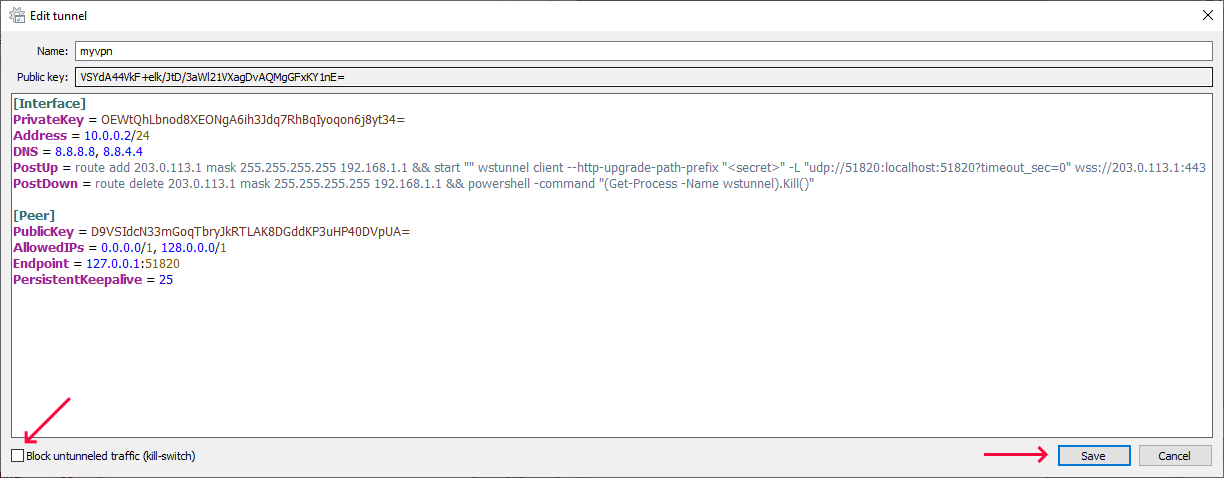 Edit tunnel
Name: myvpn
Public key: VSYdA44VkF+elk/JtD/3aWl21VXagDvAQMgGFxKY1nE=
[Interface]
PrivateKey = OEWtQhLbnod8XEONgA6ih3Jdq7RhBqIyoqon6j8yt34=
Address = 10.0.0.2/24
DNS = 8.8.8.8, 8.8.4.4
PostUp = route add 203.0.113.1 mask 255.255.255.255 192.168.1.1 && start "" wstunnel client --http-upgrade-path-prefix "<secret>" -L "udp://51820:localhost:51820?timeout_sec=0" wss://203.0.113.1:443
PostDown = route delete 203.0.113.1 mask 255.255.255.255 192.168.1.1 && powershell -command "(Get-Process -Name wstunnel).Kill()"
[Peer]
PublicKey = D9VSIdcN33mGoqTbryJkRTLAK8DGddKP3uHP40DVpUA=
AllowedIPs = 0.0.0.0/1, 128.0.0.0/1
Endpoint = 127.0.0.1:51820
PersistentKeepalive = 25
Block untunneled traffic (kill-switch)
Save
Cancel